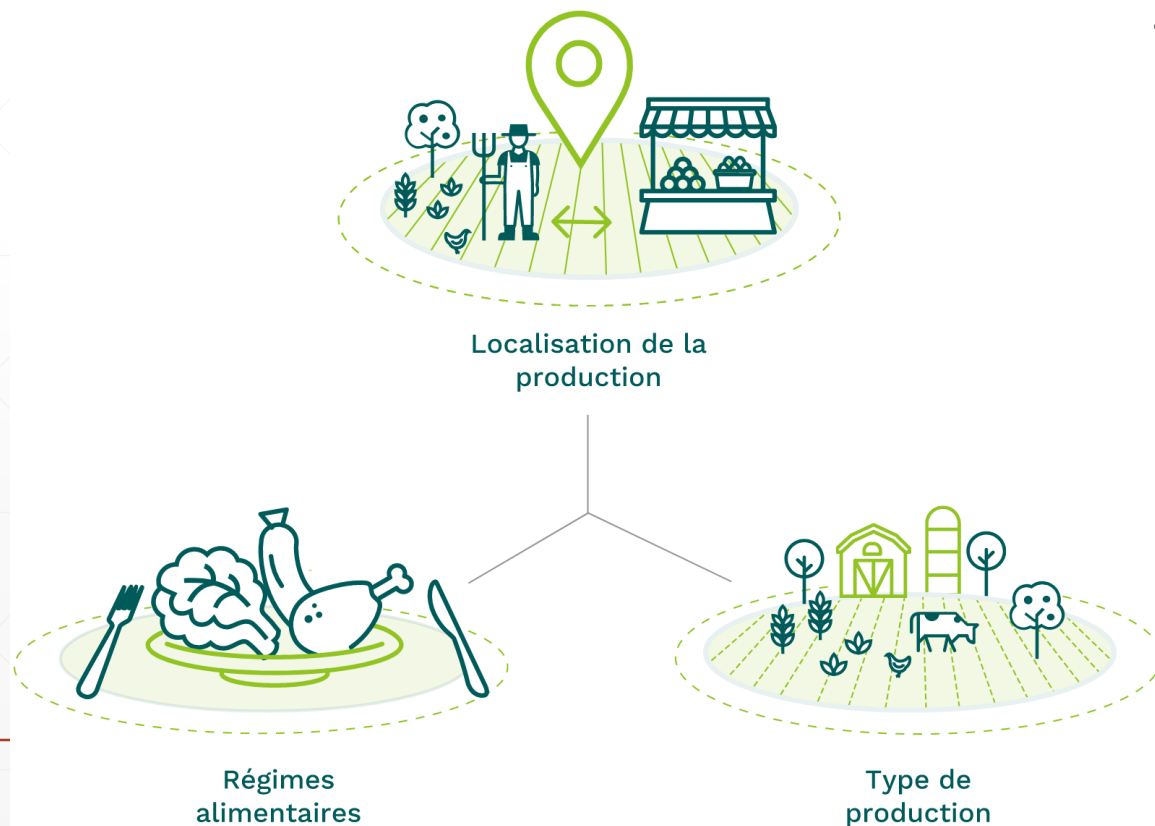 Localisation de la
production
Régimes
alimentaires
Type de
production